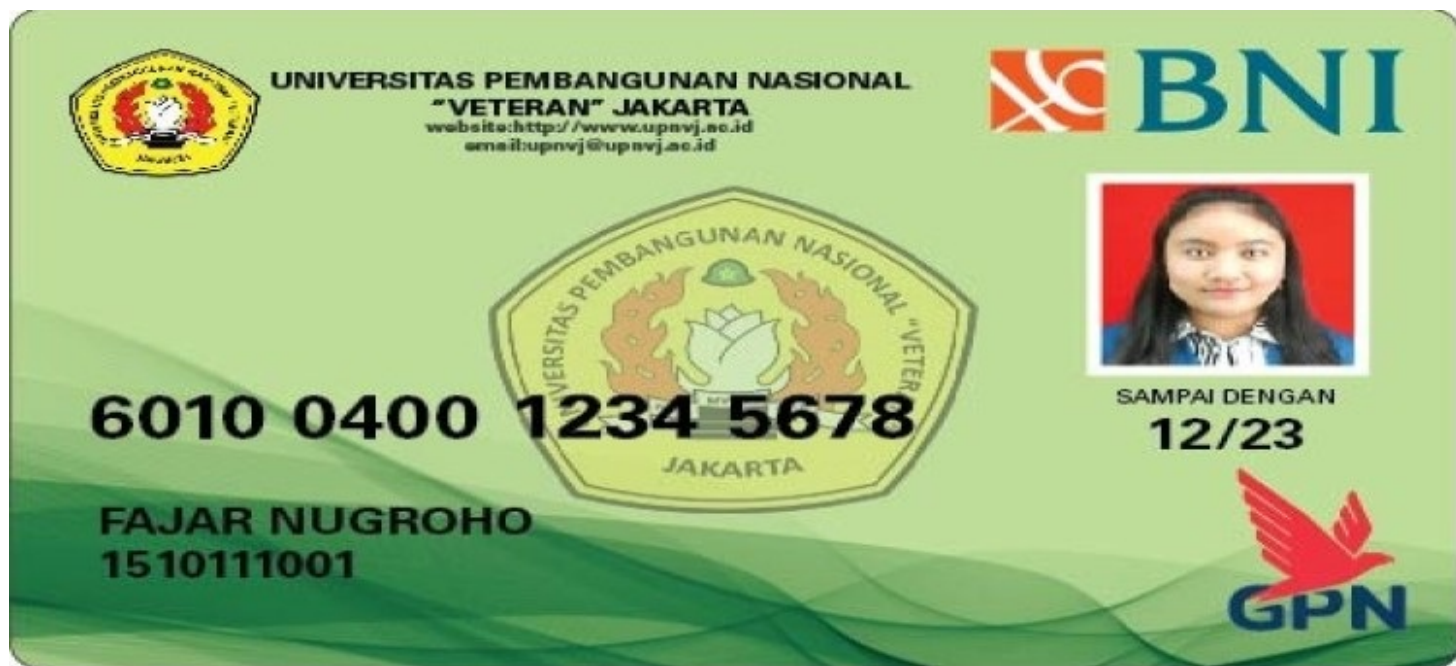 UNIVERSITAS PEMBANGUNAN NASIONAL
"VETERAN" JAKARTA
website:http://www.upnvj.ac.id
email:upnvj@upnvj.ac.id
BNI
UNIVERSITAS PEMBANGUNAN NASIONAL "VETER
JAKARTA
6010 0400 1234 5678
SAMPAI DENGAN
12/23
FAJAR NUGROHO
1510111001
GPN